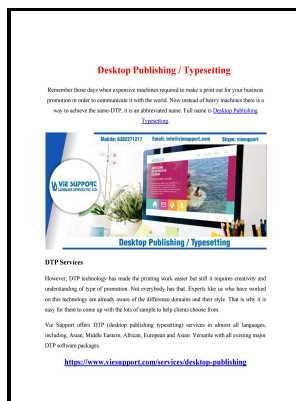 Desktop Publishing / Typesetting
Remember those days when expensive machines required to make a print out for your business
promotion in order to communicate it with the world. Now instead of heavy machines there is a
way to achieve the same-DTP, it is an abbreviated name. Full name is Desktop Publishing
Typesetting.
Mobile: 6382271217 Email: info@viesupport.com Skype: viesupport
VIE SUPPORT
LANGUAGE SERVICES PVT. LTD
Desktop Publishing / Typesetting
DTP Services
However, DTP technology has made the printing work easier but still it requires creativity and
understanding of type of promotion. Not everybody has that. Experts like us who have worked
on this technology are already aware of the difference domains and their style. That is why it is
easy for them to come up with the lots of sample to help clients choose from.
Vie Support offers DTP (desktop publishing typesetting) services in almost all languages,
including, Asian, Middle Eastern, African, European and Asian. Versatile with all existing major
DTP software packages.
https://www.viesupport.com/services/desktop-publishing